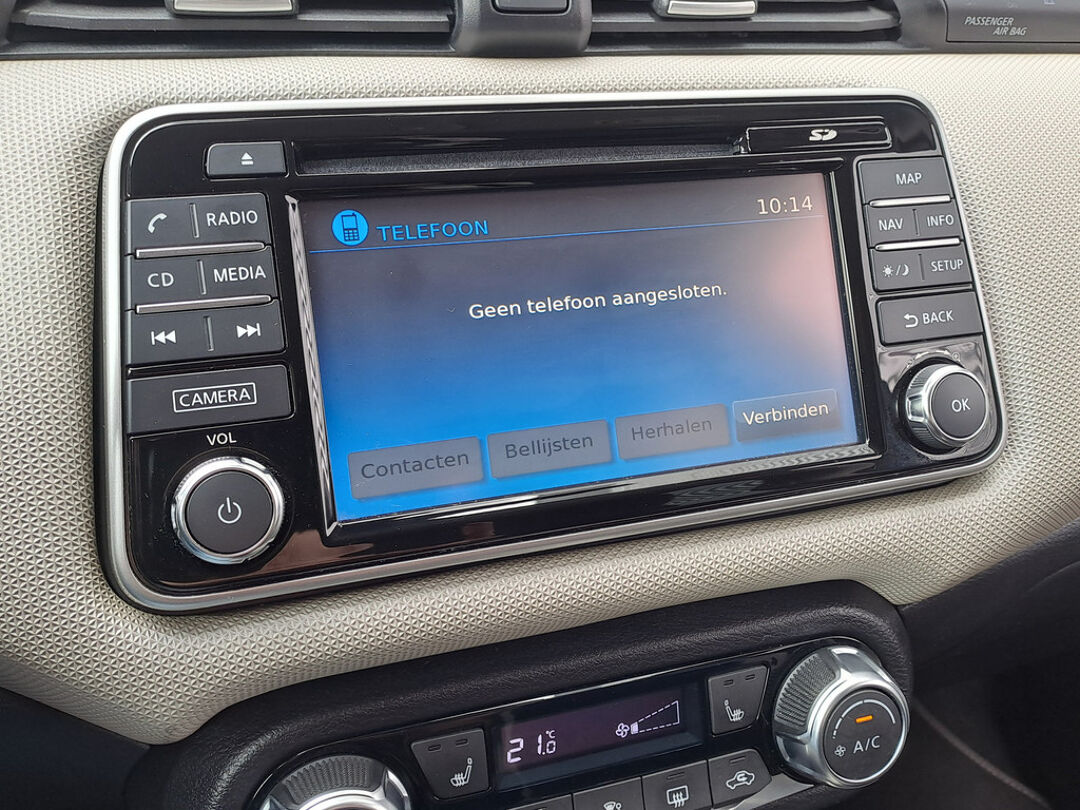 PASSENGER
AIR BAG
SD
MAP
RADIO
NAV INFO
CD MEDIA
SETUP
BACK
CAMERA
VOL
OK
TELEFOON 10:14
Geen telefoon aangesloten.
Contacten Bellijsten Herhalen Verbinden
21.0 °C
A/C